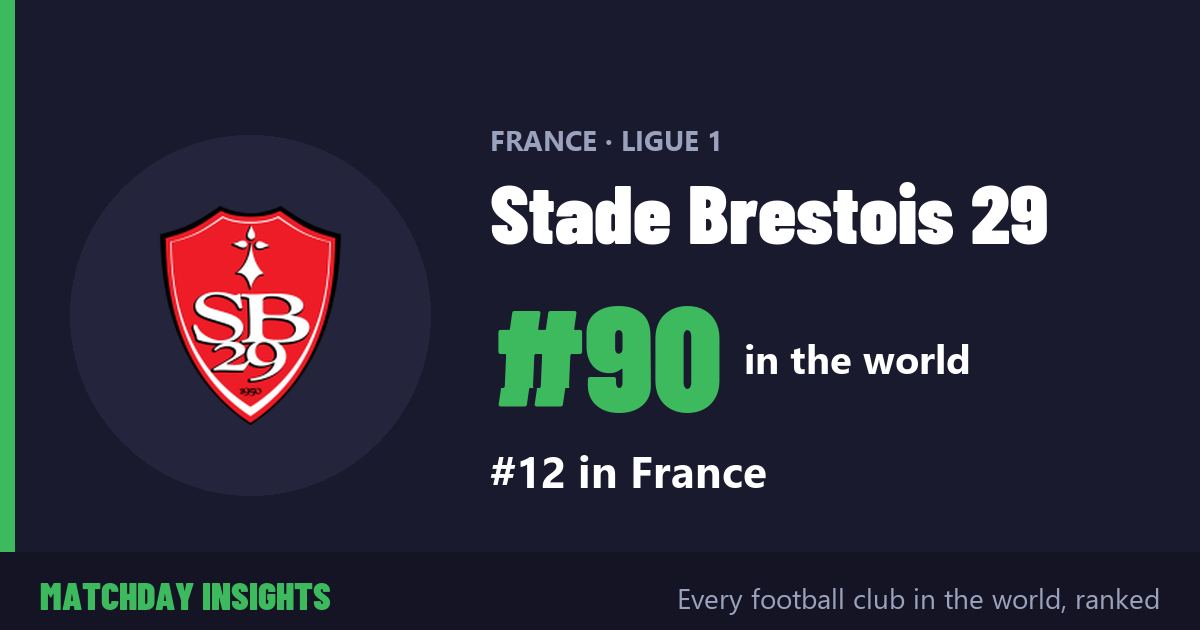 FRANCE · LIGUE 1
Stade Brestois 29
SB
29
1950
#90 in the world
#12 in France
MATCHDAY INSIGHTS
Every football club in the world, ranked